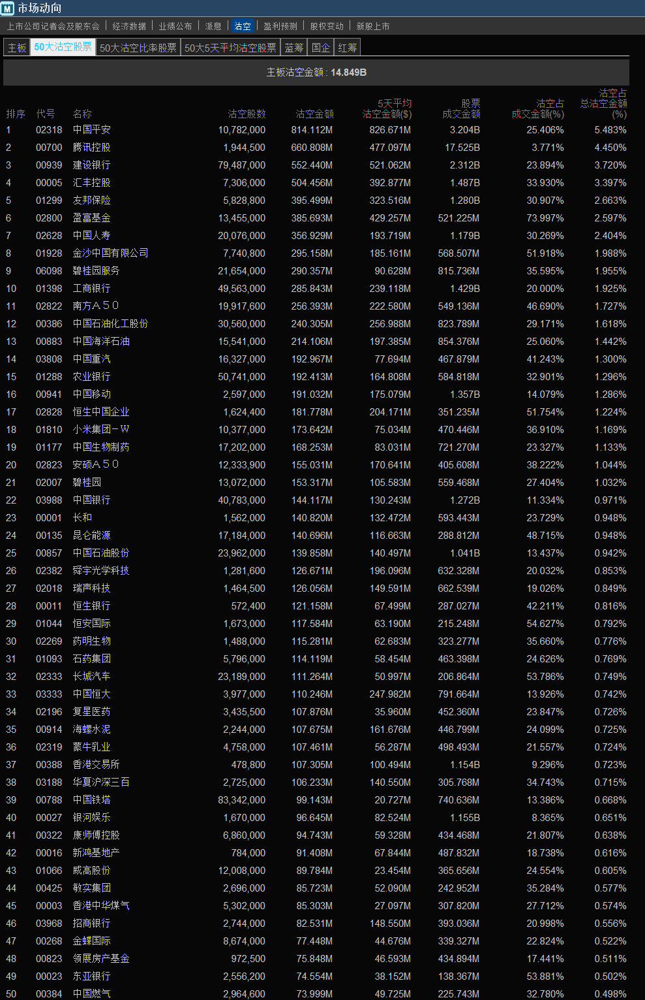 M 市场动向
上市公司记者会及股东会 | 经济数据 | 业绩公布 | 派息 | 沽空 | 盈利预测 | 股权变动 | 新股上市
主板 50大沽空股票 50大沽空比率股票 50大5天平均沽空股票 蓝筹 国企 红筹
主板沽空金额 : 14.849B
排序 代号 名称 沽空股数 沽空金额 5天平均沽空金额($) 股票成交金额 沽空占成交金额(%) 沽空占总沽空金额(%)
1 02318 中国平安 10,782,000 814.112M 826.671M 3.204B 25.406% 5.483%
2 00700 腾讯控股 1,944,500 660.808M 477.097M 17.525B 3.771% 4.450%
3 00939 建设银行 79,487,000 552.440M 521.062M 2.312B 23.894% 3.720%
4 00005 汇丰控股 7,306,000 504.456M 392.877M 1.487B 33.930% 3.397%
5 01299 友邦保险 5,828,800 395.499M 323.516M 1.280B 30.907% 2.663%
6 02800 盈富基金 13,455,000 385.693M 429.257M 521.225M 73.997% 2.597%
7 02628 中国人寿 20,076,000 356.929M 193.719M 1.179B 30.269% 2.404%
8 01928 金沙中国有限公司 7,740,800 295.158M 185.161M 568.507M 51.918% 1.988%
9 06098 碧桂园服务 21,654,000 290.357M 90.628M 815.736M 35.595% 1.955%
10 01398 工商银行 49,563,000 285.843M 239.118M 1.429B 20.000% 1.925%
11 02822 南方Ａ５０ 19,917,600 256.393M 222.580M 549.136M 46.690% 1.727%
12 00386 中国石油化工股份 30,560,000 240.305M 256.988M 823.789M 29.171% 1.618%
13 00883 中国海洋石油 15,541,000 214.106M 197.385M 854.376M 25.060% 1.442%
14 03808 中国重汽 16,327,000 192.967M 77.694M 467.879M 41.243% 1.300%
15 01288 农业银行 50,741,000 192.413M 164.808M 584.818M 32.901% 1.296%
16 00941 中国移动 2,597,000 191.032M 175.079M 1.357B 14.079% 1.286%
17 02828 恒生中国企业 1,624,400 181.778M 204.171M 351.235M 51.754% 1.224%
18 01810 小米集团－Ｗ 10,377,000 173.642M 75.034M 470.446M 36.910% 1.169%
19 01177 中国生物制药 17,202,000 168.253M 83.031M 721.270M 23.327% 1.133%
20 02823 安硕Ａ５０ 12,333,900 155.031M 170.641M 405.608M 38.222% 1.044%
21 02007 碧桂园 13,072,000 153.317M 105.583M 559.468M 27.404% 1.032%
22 03988 中国银行 40,783,000 144.117M 130.243M 1.272B 11.334% 0.971%
23 00001 长和 1,562,000 140.820M 132.472M 593.443M 23.729% 0.948%
24 00135 昆仑能源 17,184,000 140.696M 116.663M 288.812M 48.715% 0.948%
25 00857 中国石油股份 23,962,000 139.858M 140.497M 1.041B 13.437% 0.942%
26 02382 舜宇光学科技 1,281,600 126.671M 196.096M 632.328M 20.032% 0.853%
27 02018 瑞声科技 1,464,500 126.056M 149.591M 662.539M 19.026% 0.849%
28 00011 恒生银行 572,400 121.158M 67.499M 287.027M 42.211% 0.816%
29 01044 恒安国际 1,673,000 117.584M 63.190M 215.248M 54.627% 0.792%
30 02269 药明生物 1,488,000 115.281M 62.683M 323.277M 35.660% 0.776%
31 01093 石药集团 5,796,000 114.119M 58.454M 463.398M 24.626% 0.769%
32 02333 长城汽车 23,189,000 111.264M 50.997M 206.864M 53.786% 0.749%
33 03333 中国恒大 3,977,000 110.246M 247.982M 791.664M 13.926% 0.742%
34 02196 复星医药 3,435,500 107.876M 35.960M 452.360M 23.847% 0.726%
35 00914 海螺水泥 2,244,000 107.675M 161.676M 446.799M 24.099% 0.725%
36 02319 蒙牛乳业 4,758,000 107.461M 56.287M 498.493M 21.557% 0.724%
37 00388 香港交易所 478,800 107.305M 100.494M 1.154B 9.296% 0.723%
38 03188 华夏沪深三百 2,725,000 106.233M 140.550M 305.768M 34.743% 0.715%
39 00788 中国铁塔 83,342,000 99.143M 20.727M 740.636M 13.386% 0.668%
40 00027 银河娱乐 1,670,000 96.645M 82.524M 1.155B 8.365% 0.651%
41 00322 康师傅控股 6,860,000 94.743M 59.328M 434.468M 21.807% 0.638%
42 00016 新鸿基地产 784,000 91.408M 67.844M 487.832M 18.738% 0.616%
43 01066 威高股份 12,008,000 89.784M 23.454M 365.656M 24.554% 0.605%
44 00425 敏实集团 2,696,000 85.723M 52.090M 242.952M 35.284% 0.577%
45 00003 香港中华煤气 5,302,000 85.303M 27.097M 307.820M 27.712% 0.574%
46 03968 招商银行 2,744,000 82.531M 148.550M 393.036M 20.998% 0.556%
47 00268 金蝶国际 8,674,000 77.448M 44.676M 339.327M 22.824% 0.522%
48 00823 领展房产基金 972,500 75.848M 46.593M 434.894M 17.441% 0.511%
49 00023 东亚银行 2,556,200 74.554M 38.152M 138.367M 53.881% 0.502%
50 00384 中国燃气 2,964,600 73.999M 49.725M 225.743M 32.780% 0.498%